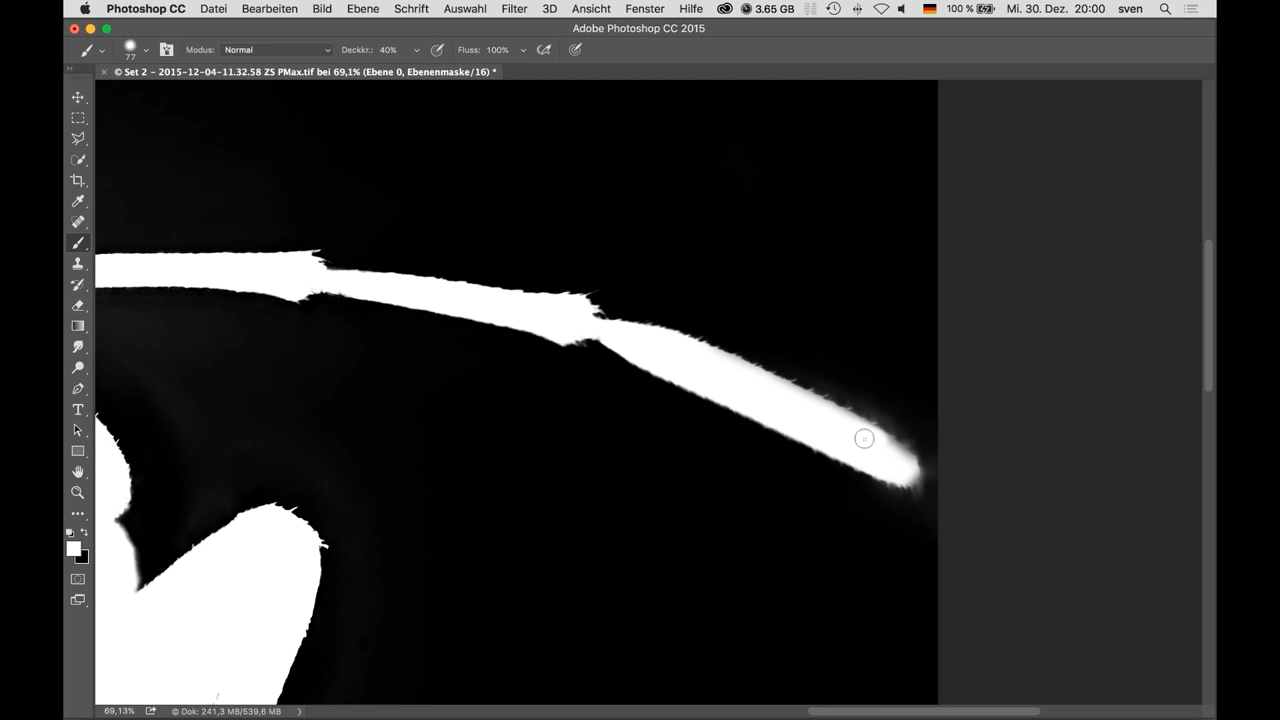 Photoshop CC Datei Bearbeiten Bild Ebene Schrift Auswahl Filter 3D Ansicht Fenster Hilfe 3.65 GB 100 % Mi. 30. Dez. 20:00 sven
Adobe Photoshop CC 2015
77 Modus: Normal Deckkr.: 40% Fluss: 100%
© Set 2 - 2015-12-04-11.32.58 ZS PMax.tif bei 69,1% (Ebene 0, Ebenenmaske/16) *
T
69,13% © Dok: 241,3 MB/539,6 MB